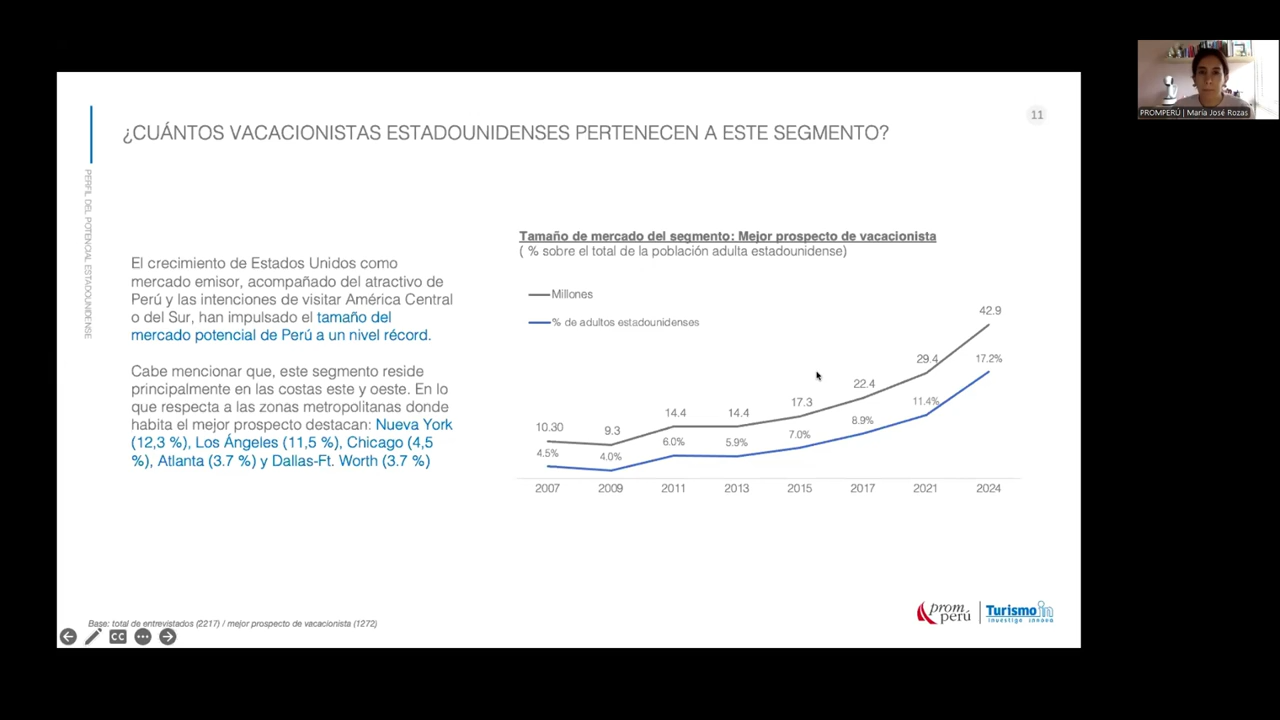 11
¿CUÁNTOS VACACIONISTAS ESTADOUNIDENSES PERTENECEN A ESTE SEGMENTO?
PERFIL DEL POTENCIAL ESTADOUNIDENSE
El crecimiento de Estados Unidos como
mercado emisor, acompañado del atractivo de
Perú y las intenciones de visitar América Central
o del Sur, han impulsado el tamaño del
mercado potencial de Perú a un nivel récord.
Cabe mencionar que, este segmento reside
principalmente en las costas este y oeste. En lo
que respecta a las zonas metropolitanas donde
habita el mejor prospecto destacan: Nueva York
(12,3 %), Los Ángeles (11,5 %), Chicago (4,5
%), Atlanta (3.7 %) y Dallas-Ft. Worth (3.7 %)
Tamaño de mercado del segmento: Mejor prospecto de vacacionista
( % sobre el total de la población adulta estadounidense)
Millones
% de adultos estadounidenses
10.30 9.3 14.4 14.4 17.3 22.4 29.4 42.9
4.5% 4.0% 6.0% 5.9% 7.0% 8.9% 11.4% 17.2%
2007 2009 2011 2013 2015 2017 2021 2024
Base: total de entrevistados (2217) / mejor prospecto de vacacionista (1272)
CC
prom
perú
Turismo in
investiga innova
PROMPERÚ | María José Rozas